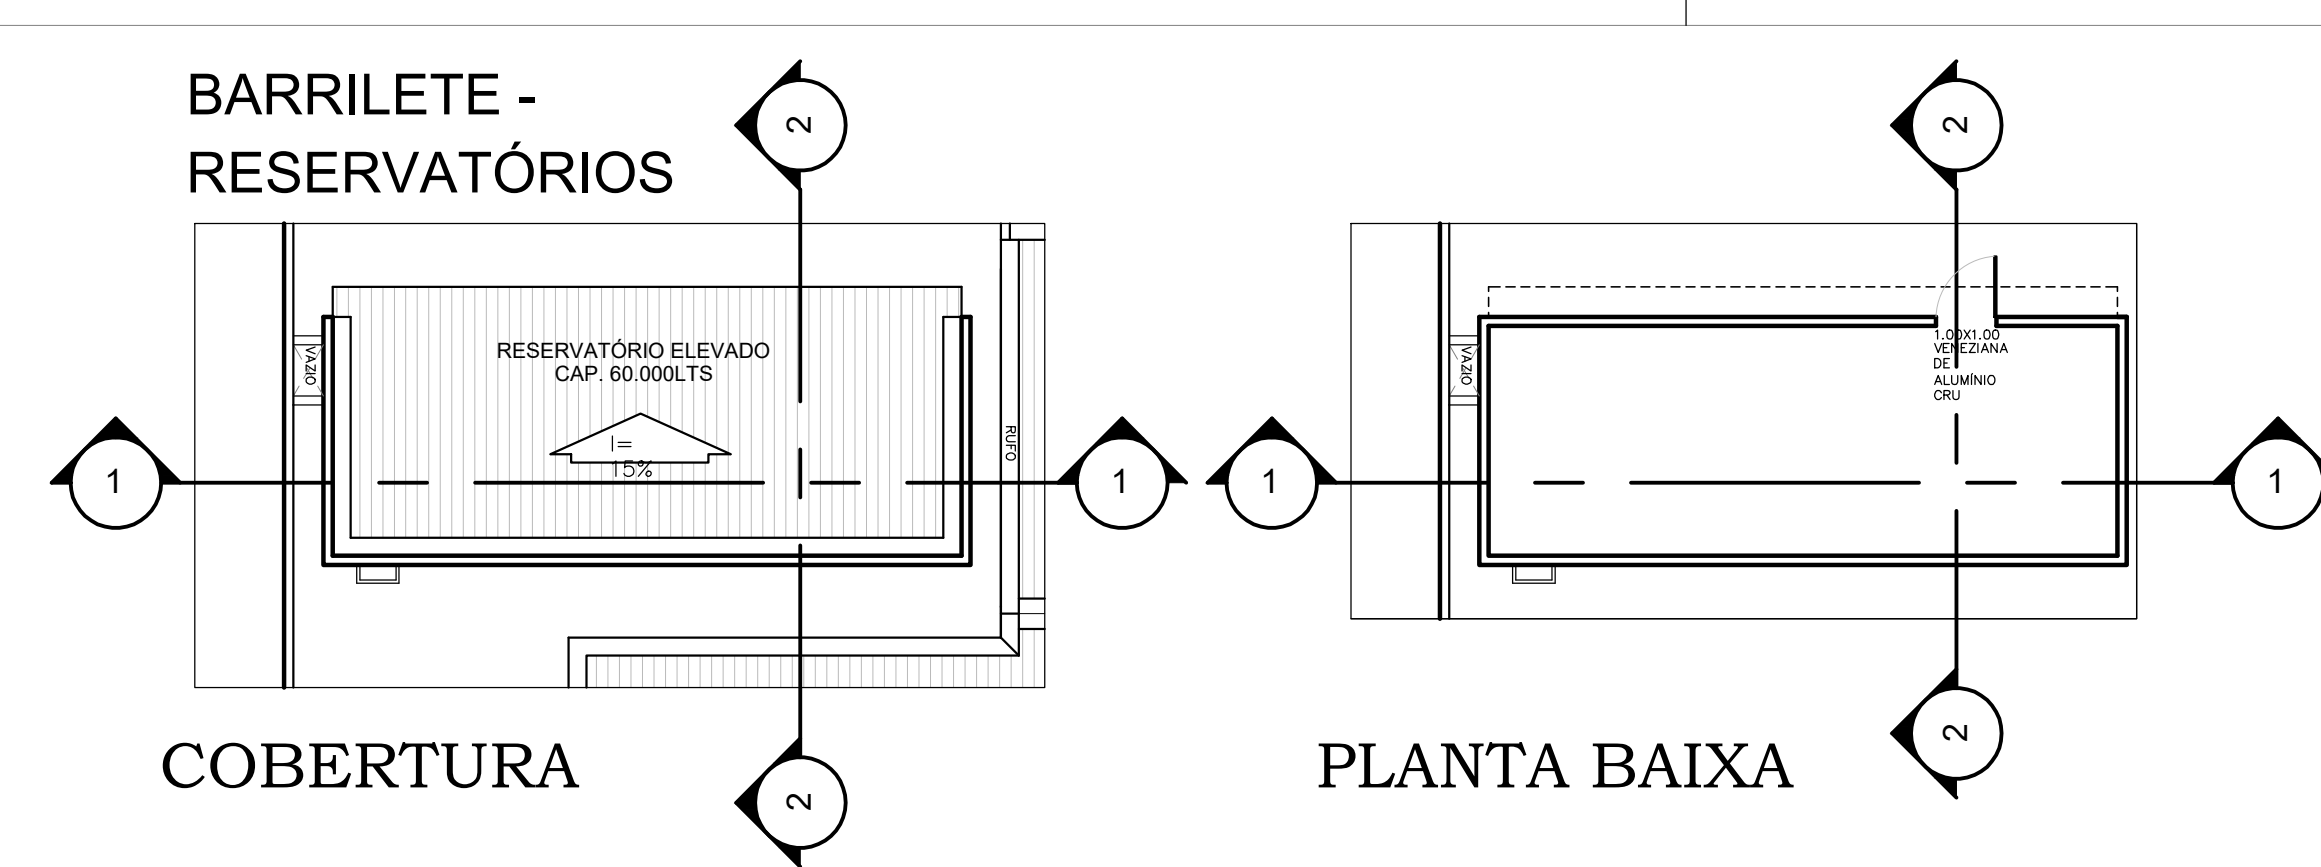 BARRILETE -
RESERVATÓRIOS
2
2
VAZIO
RESERVATÓRIO ELEVADO
CAP. 60.000LTS
I=
15%
RUFO
1
1
VAZIO
1.00X1.00
VENEZIANA
DE
ALUMÍNIO
CRU
1
1
COBERTURA
2
PLANTA BAIXA
2